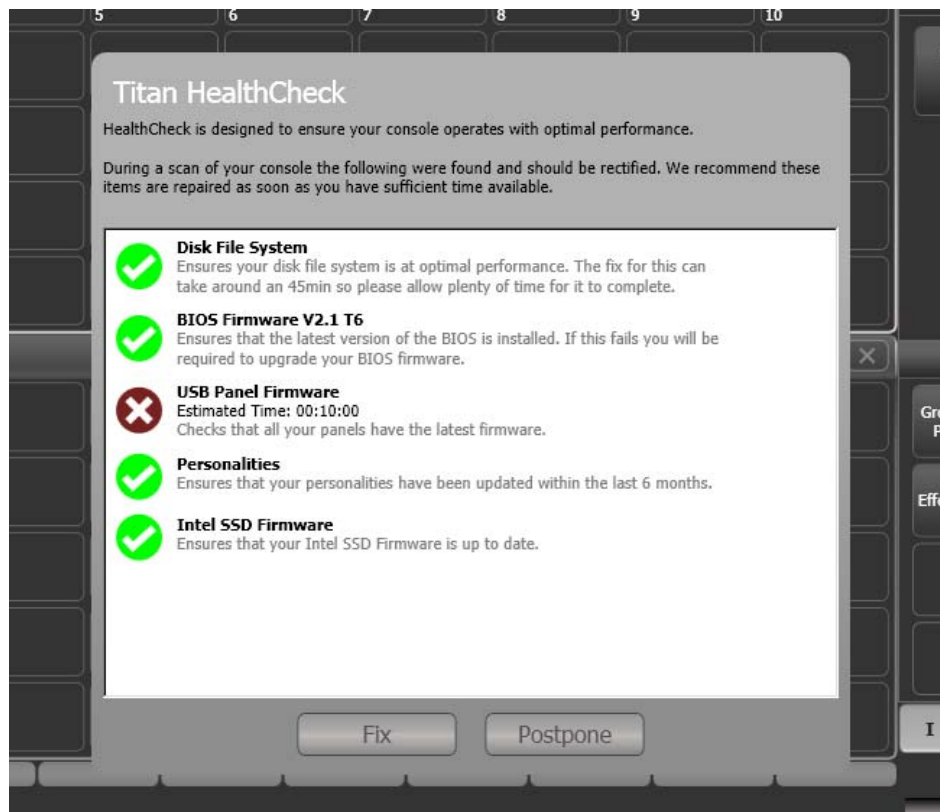 5 6 7 8 9 10
Titan HealthCheck
HealthCheck is designed to ensure your console operates with optimal performance.
During a scan of your console the following were found and should be rectified. We recommend these
items are repaired as soon as you have sufficient time available.
Disk File System
Ensures your disk file system is at optimal performance. The fix for this can
take around an 45min so please allow plenty of time for it to complete.
BIOS Firmware V2.1 T6
Ensures that the latest version of the BIOS is installed. If this fails you will be
required to upgrade your BIOS firmware.
USB Panel Firmware
Estimated Time: 00:10:00
Checks that all your panels have the latest firmware.
Personalities
Ensures that your personalities have been updated within the last 6 months.
Intel SSD Firmware
Ensures that your Intel SSD Firmware is up to date.
Fix
Postpone
I